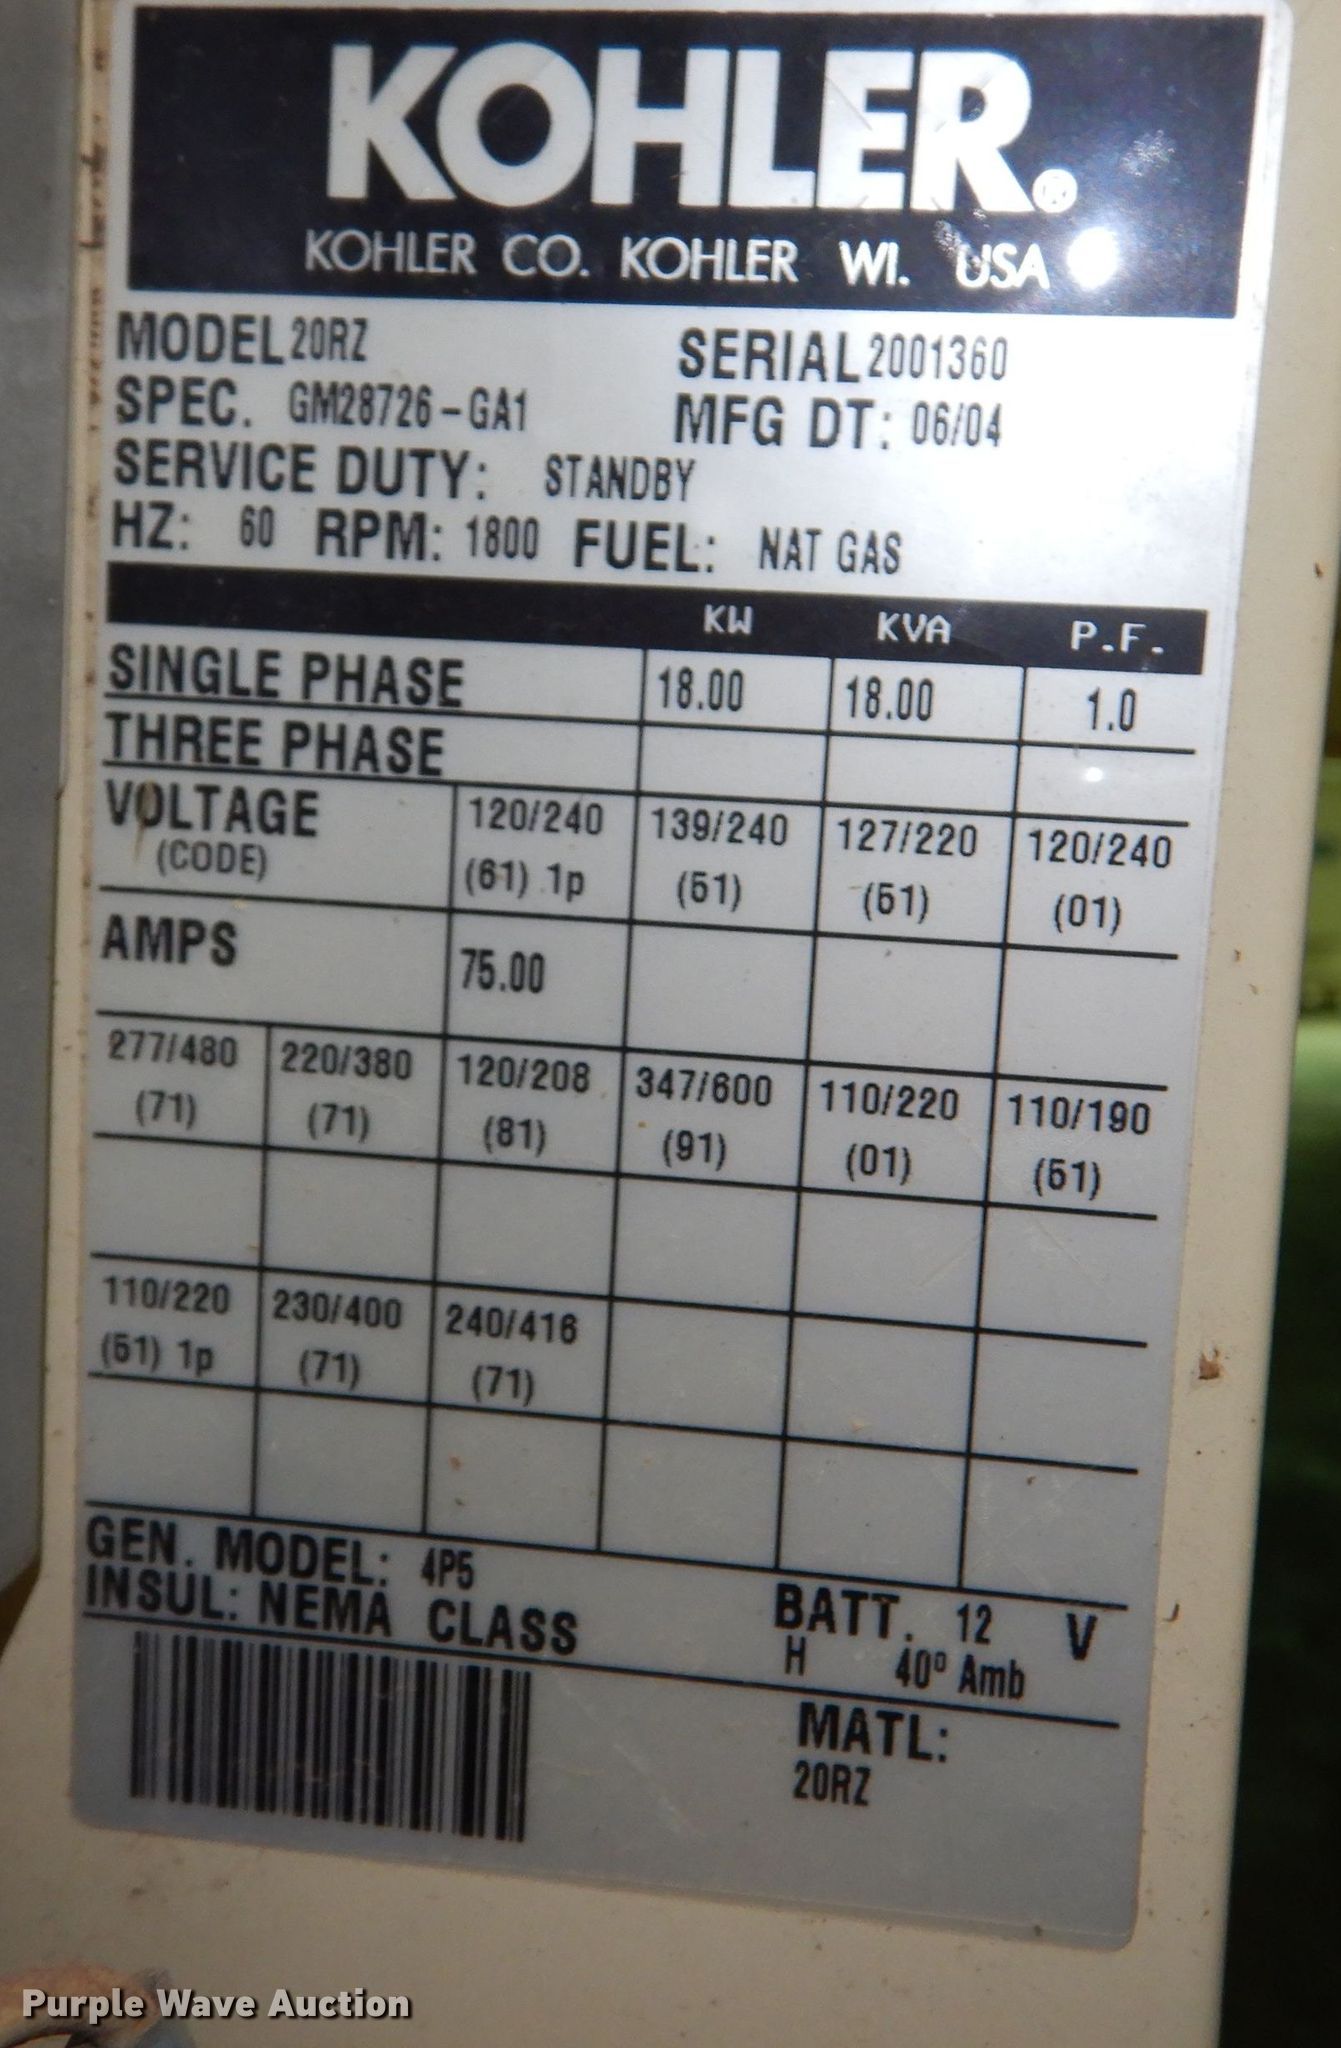 KOHLER®
KOHLER CO. KOHLER WI. USA
MODEL 20RZ SERIAL 2001360
SPEC. GM28726-GA1 MFG DT: 06/04
SERVICE DUTY: STANDBY
HZ: 60 RPM: 1800 FUEL: NAT GAS
KW KVA P.F.
SINGLE PHASE 18.00 18.00 1.0
THREE PHASE
VOLTAGE 120/240 139/240 127/220 120/240
(CODE) (61) 1p (51) (61) (01)
AMPS 75.00
277/480 220/380 120/208 347/600 110/220 110/190
(71) (71) (81) (91) (01) (61)
110/220 230/400 240/416
(61) 1p (71) (71)
GEN. MODEL: 4P5 BATT. 12 V
INSUL: NEMA CLASS H 40º Amb
MATL:
20RZ
Purple Wave Auction